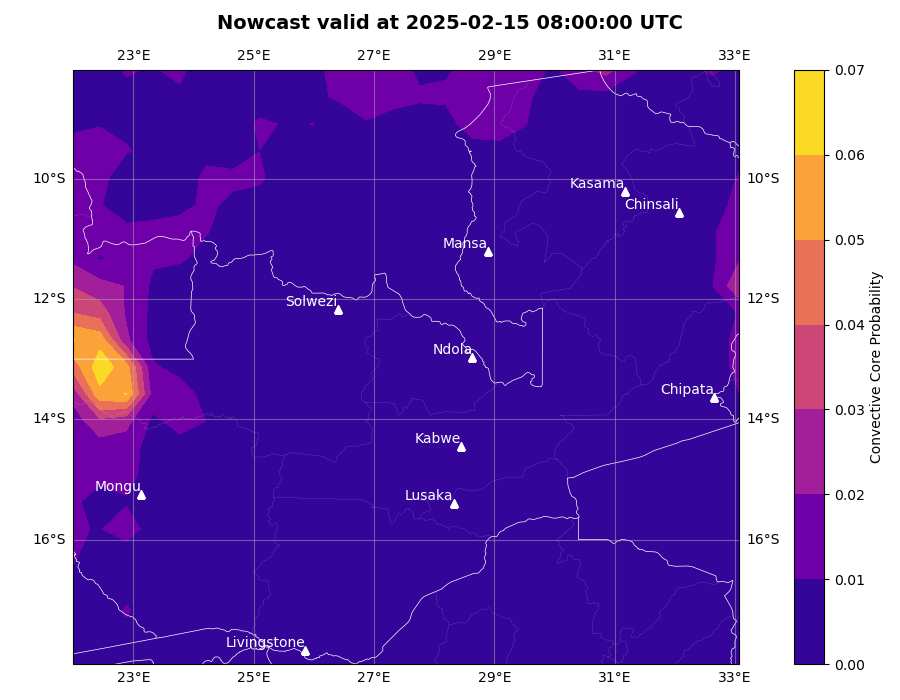 Nowcast valid at 2025-02-15 08:00:00 UTC
23°E 25°E 27°E 29°E 31°E 33°E
0.07
0.06
10°S 10°S
Kasama
Chinsali
0.05
Mansa
12°S 12°S
Solwezi
0.04
Ndola
Chipata
0.03
14°S 14°S
Kabwe
Mongu
Lusaka
0.02
16°S 16°S
0.01
Livingstone
0.00
23°E 25°E 27°E 29°E 31°E 33°E
Convective Core Probability